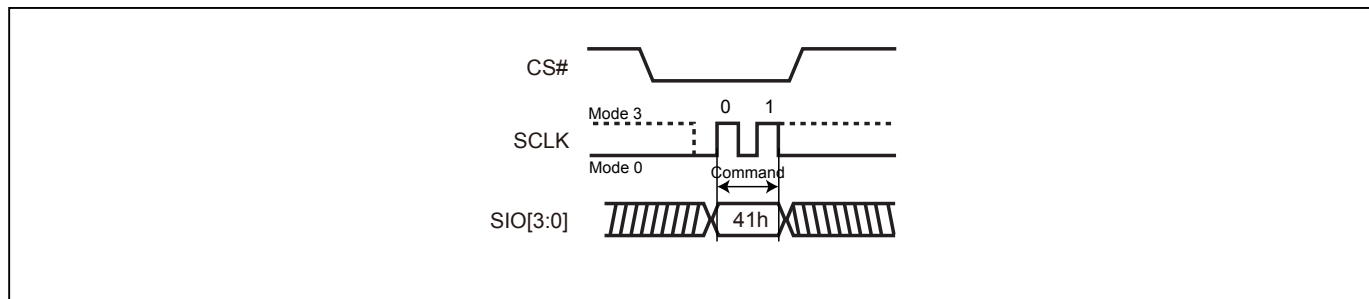 CS#
Mode 3
0 1
SCLK
Mode 0
Command
SIO[3:0]
41h